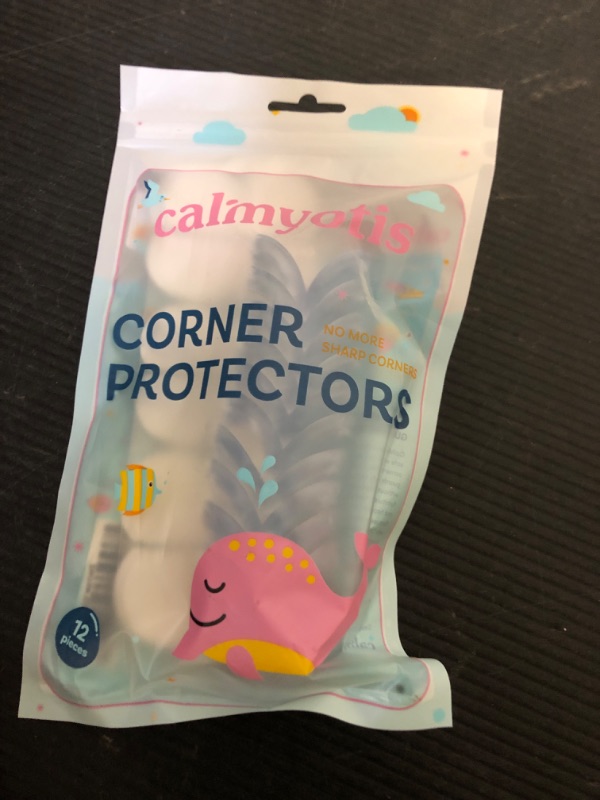 calmyotis
CORNER
PROTECTORS
NO MORE
SHARP CORNERS
12
pieces